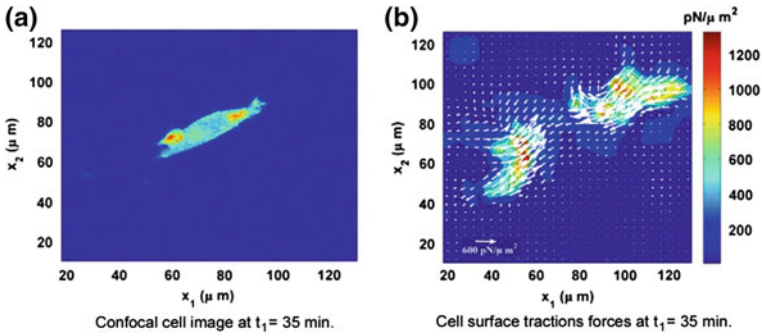 (a)
120
100
80
60
40
20
x2 (μ m)
20 40 60 80 100 120
x1 (μ m)
Confocal cell image at t1= 35 min.
(b)
pN/μ m2
120
100
80
60
40
20
x2 (μ m)
600 pN/μ m2
20 40 60 80 100 120
x1 (μ m)
1200
1000
800
600
400
200
Cell surface tractions forces at t1= 35 min.